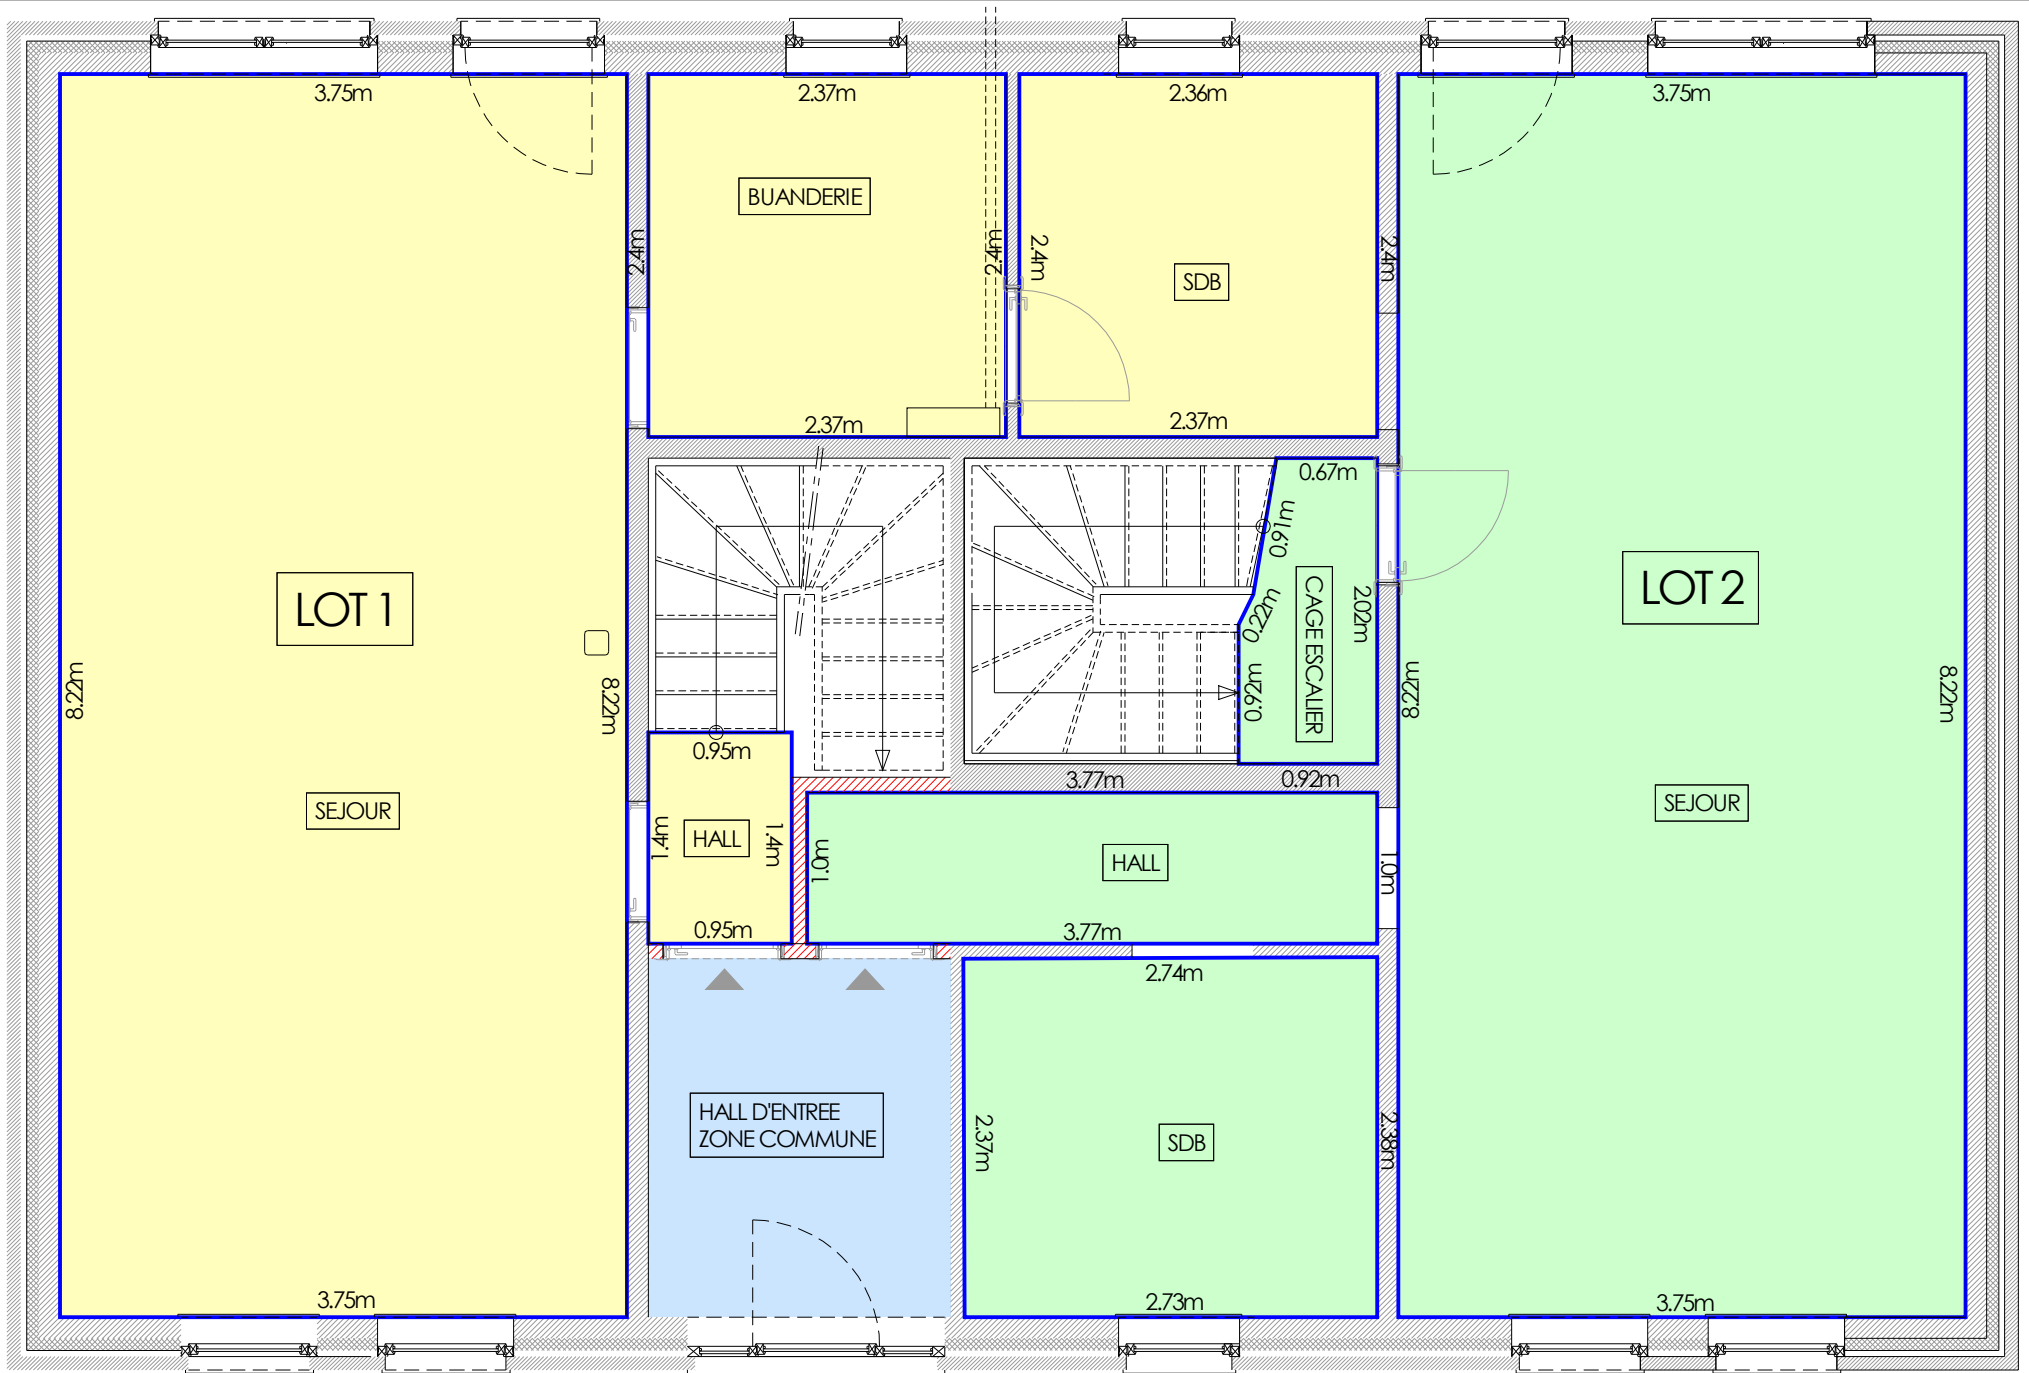 3.75m
2.37m
2.36m
3.75m
BUANDERIE
2.4m
2.4m
2.4m
2.4m
SDB
2.37m
2.37m
0.67m
0.91m
LOT 1
LOT 2
CAGE ESCALIER
2.02m
0.22m
8.22m
8.22m
0.92m
8.22m
8.22m
0.95m
3.77m
0.92m
SEJOUR
SEJOUR
1.4m
HALL
1.4m
1.0m
HALL
1.0m
0.95m
3.77m
2.74m
HALL D'ENTREE
ZONE COMMUNE
2.37m
SDB
2.38m
3.75m
2.73m
3.75m